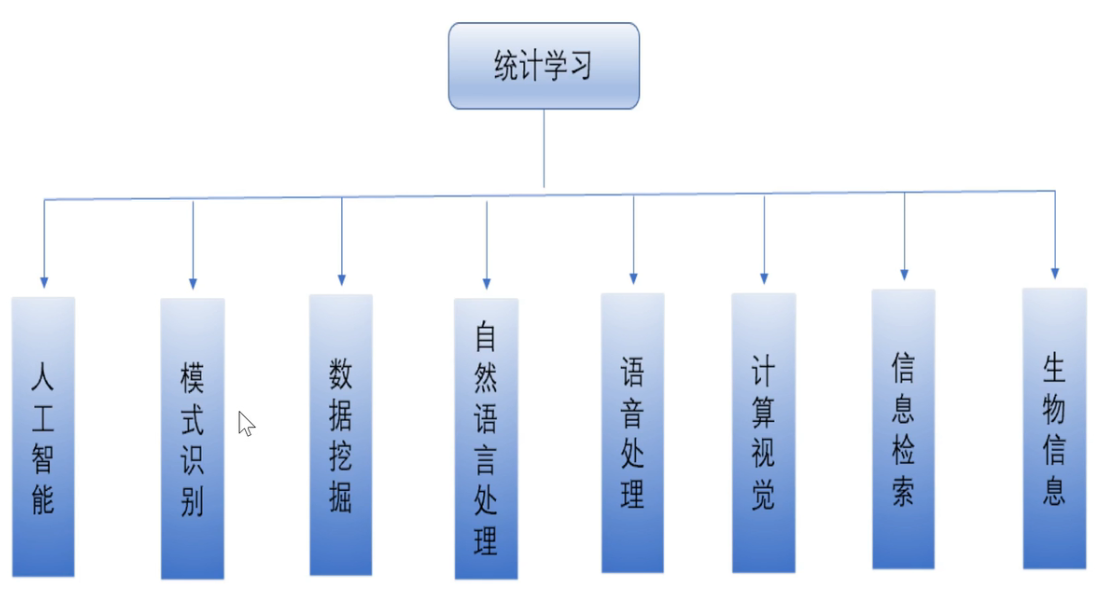 统计学习
人工智能
模式识别
数据挖掘
自然语言处理
语音处理
计算视觉
信息检索
生物信息